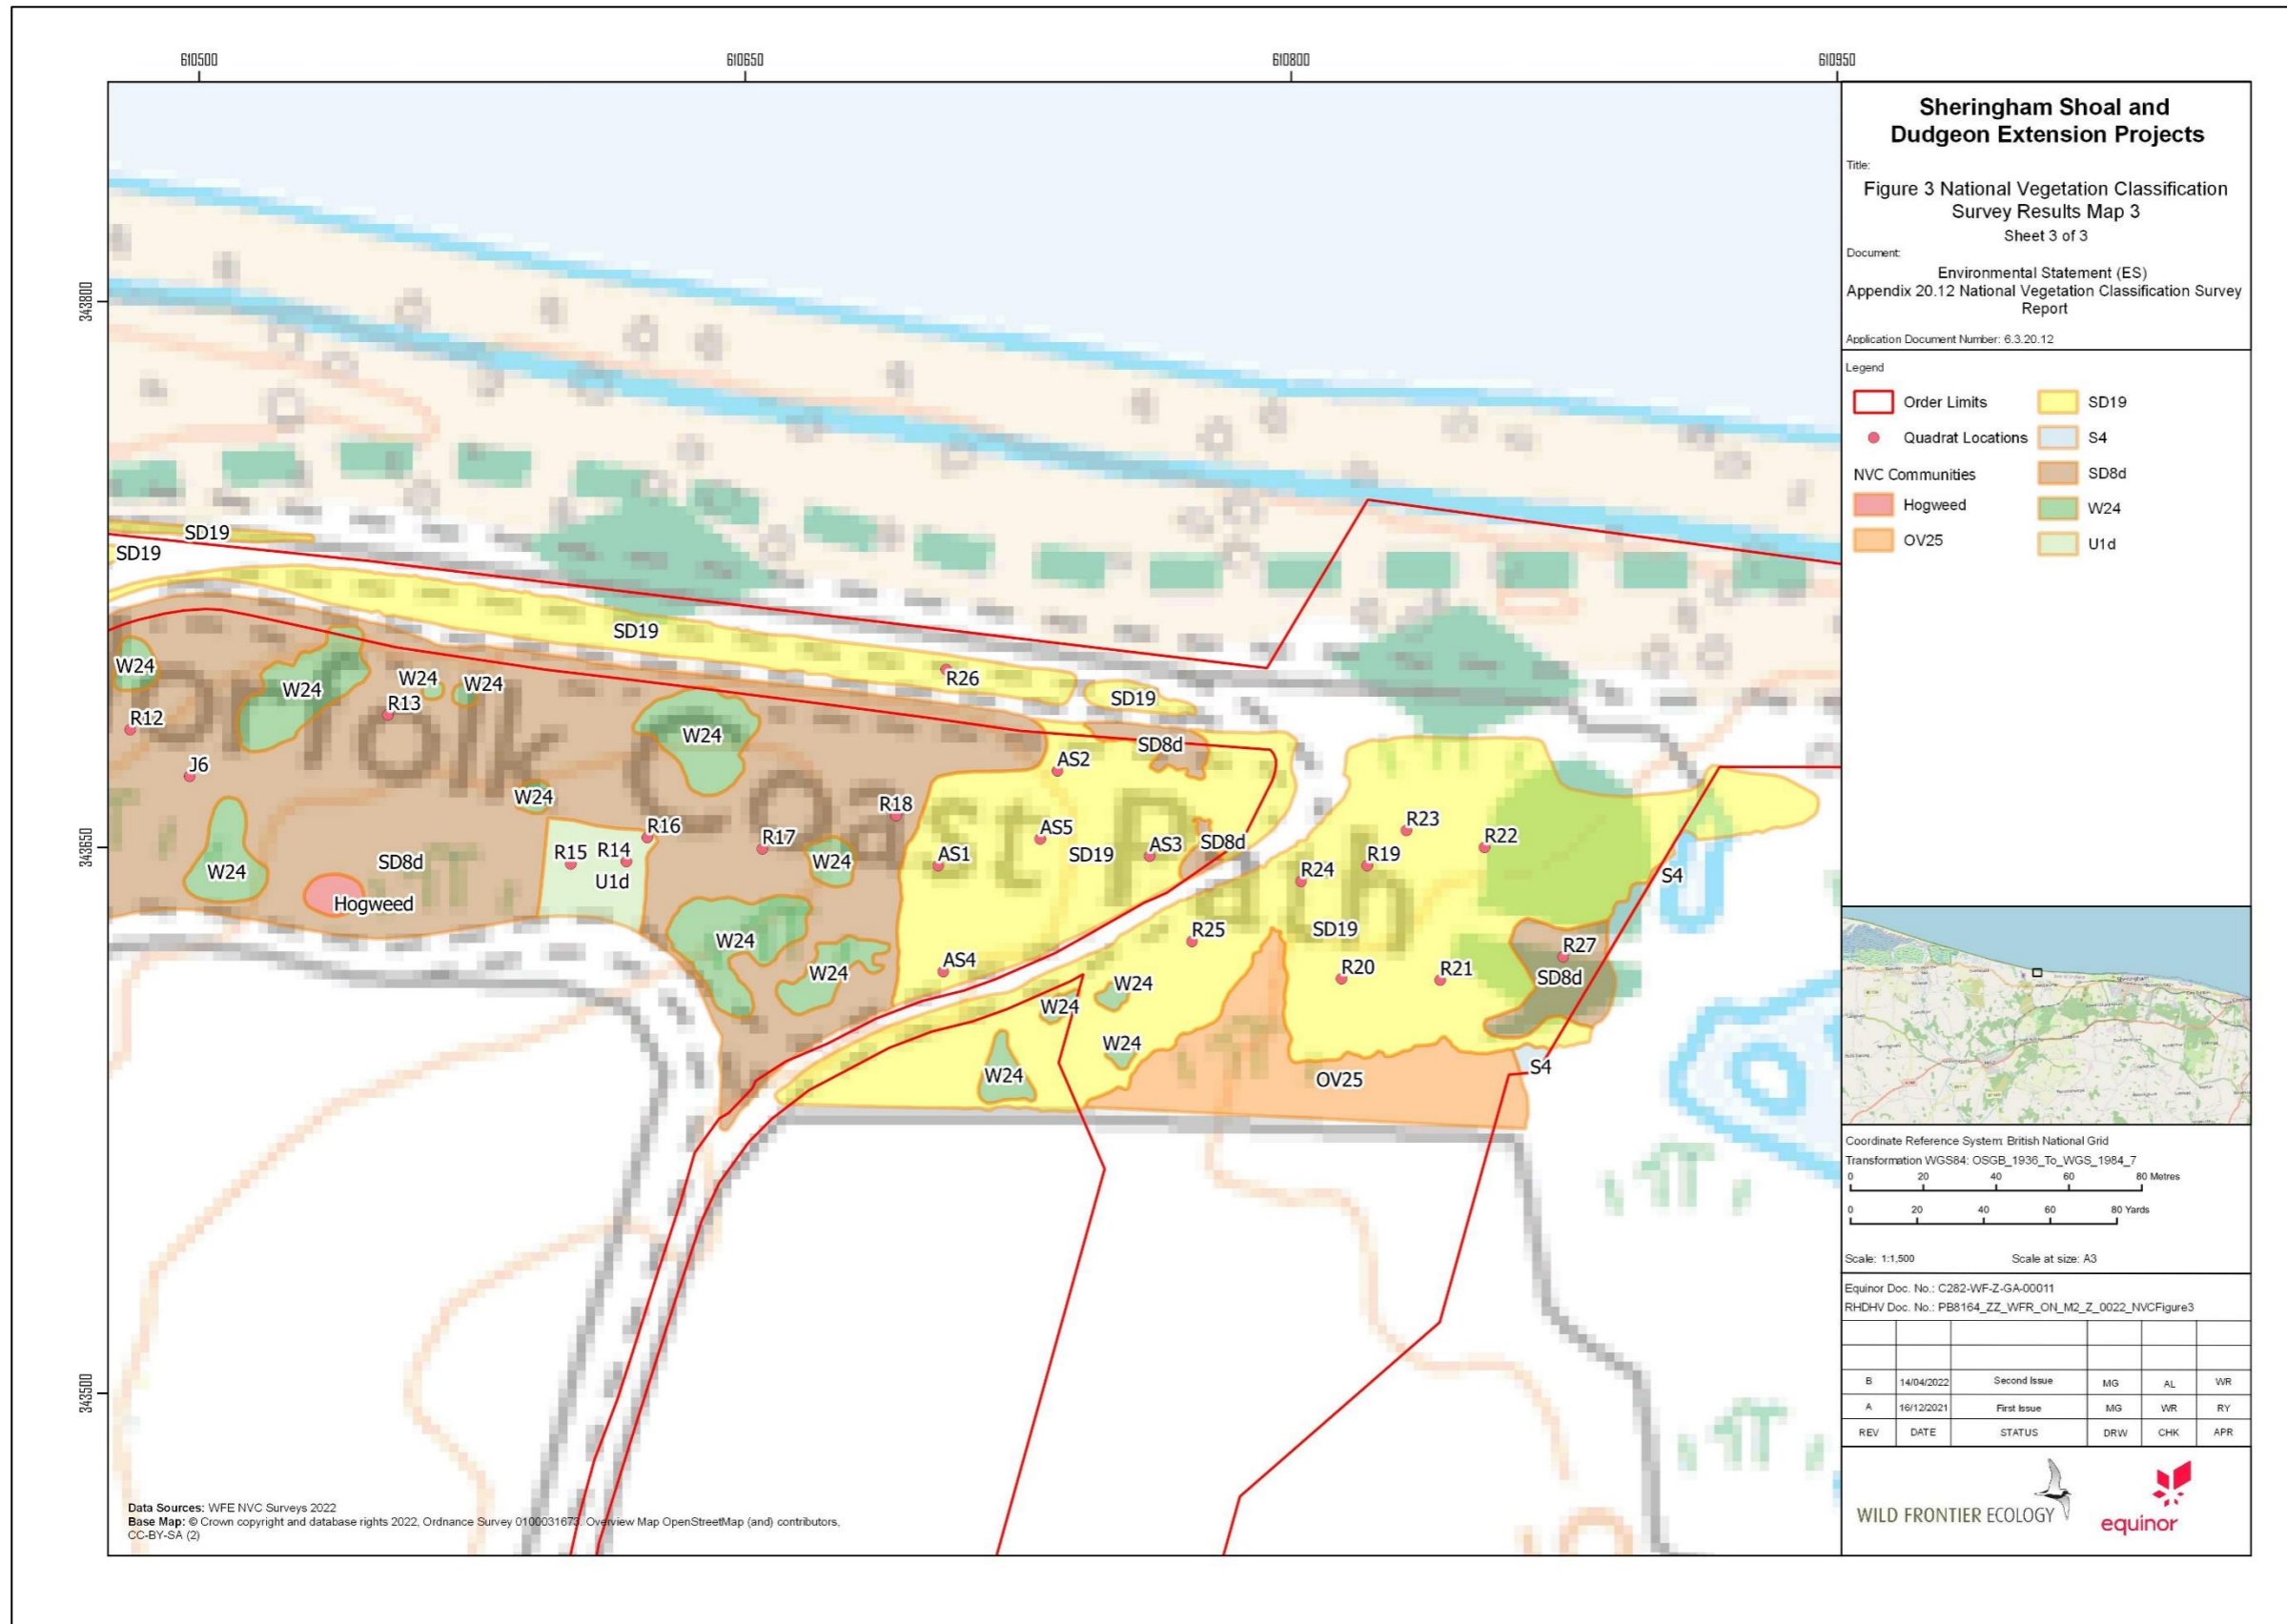 610500
610650
610800
610950
343800
343650
343500
SD19
SD19
SD19
W24
W24
W24
W24
R26
SD19
R12
R13
W24
SD8d
J6
AS2
W24
R18
R16
R17
AS5
R23
R15
R14
W24
AS1
SD19
AS3
SD8d
R19
R22
W24
SD8d
U1d
R24
S4
Hogweed
W24
R25
SD19
R27
W24
AS4
W24
R20
R21
SD8d
W24
W24
W24
OV25
S4
Norfolk Coast Path
Data Sources: WFE NVC Surveys 2022
Base Map: © Crown copyright and database rights 2022, Ordnance Survey 0100031673. Overview Map OpenStreetMap (and) contributors,
CC-BY-SA (2)
Sheringham Shoal and
Dudgeon Extension Projects
Title:
Figure 3 National Vegetation Classification
Survey Results Map 3
Sheet 3 of 3
Document:
Environmental Statement (ES)
Appendix 20.12 National Vegetation Classification Survey
Report
Application Document Number: 6.3.20.12
Legend
Order Limits
Quadrat Locations
NVC Communities
Hogweed
OV25
SD19
S4
SD8d
W24
U1d
Coordinate Reference System: British National Grid
Transformation WGS84: OSGB_1936_To_WGS_1984_7
0 20 40 60 80 Metres
0 20 40 60 80 Yards
Scale: 1:1,500 Scale at size: A3
Equinor Doc. No.: C282-WF-Z-GA-00011
RHDHV Doc. No.: PB8164_ZZ_WFR_ON_M2_Z_0022_NVCFigure3
B 14/04/2022 Second Issue MG AL WR
A 16/12/2021 First Issue MG WR RY
REV DATE STATUS DRW CHK APR
WILD FRONTIER ECOLOGY
equinor